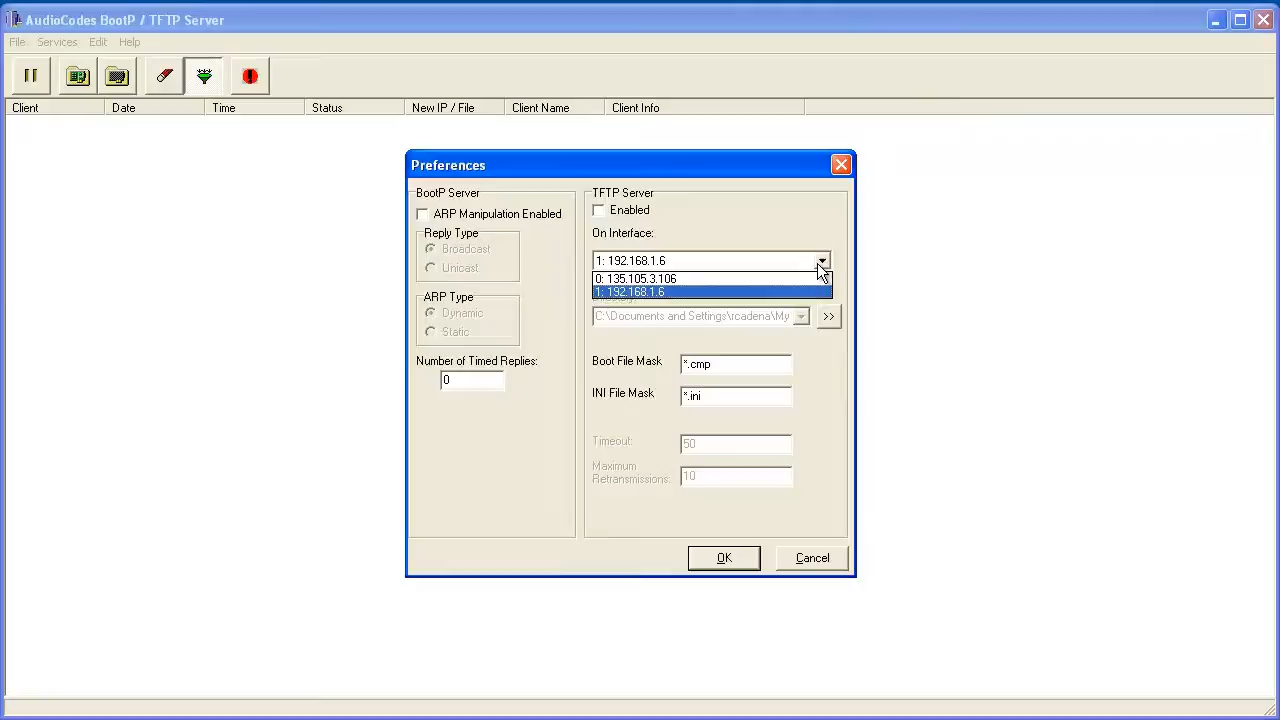 AudioCodes BootP / TFTP Server
File Services Edit Help
Client Date Time Status New IP / File Client Name Client Info
Preferences
BootP Server
ARP Manipulation Enabled
Reply Type
Broadcast
Unicast
ARP Type
Dynamic
Static
Number of Timed Replies:
0
TFTP Server
Enabled
On Interface:
1: 192.168.1.6
0: 135.105.3.106
1: 192.168.1.6
C:\Documents and Settings\rcadena\My
>>
Boot File Mask *.cmp
INI File Mask *.ini
Timeout: 50
Maximum
Retransmissions: 10
OK Cancel